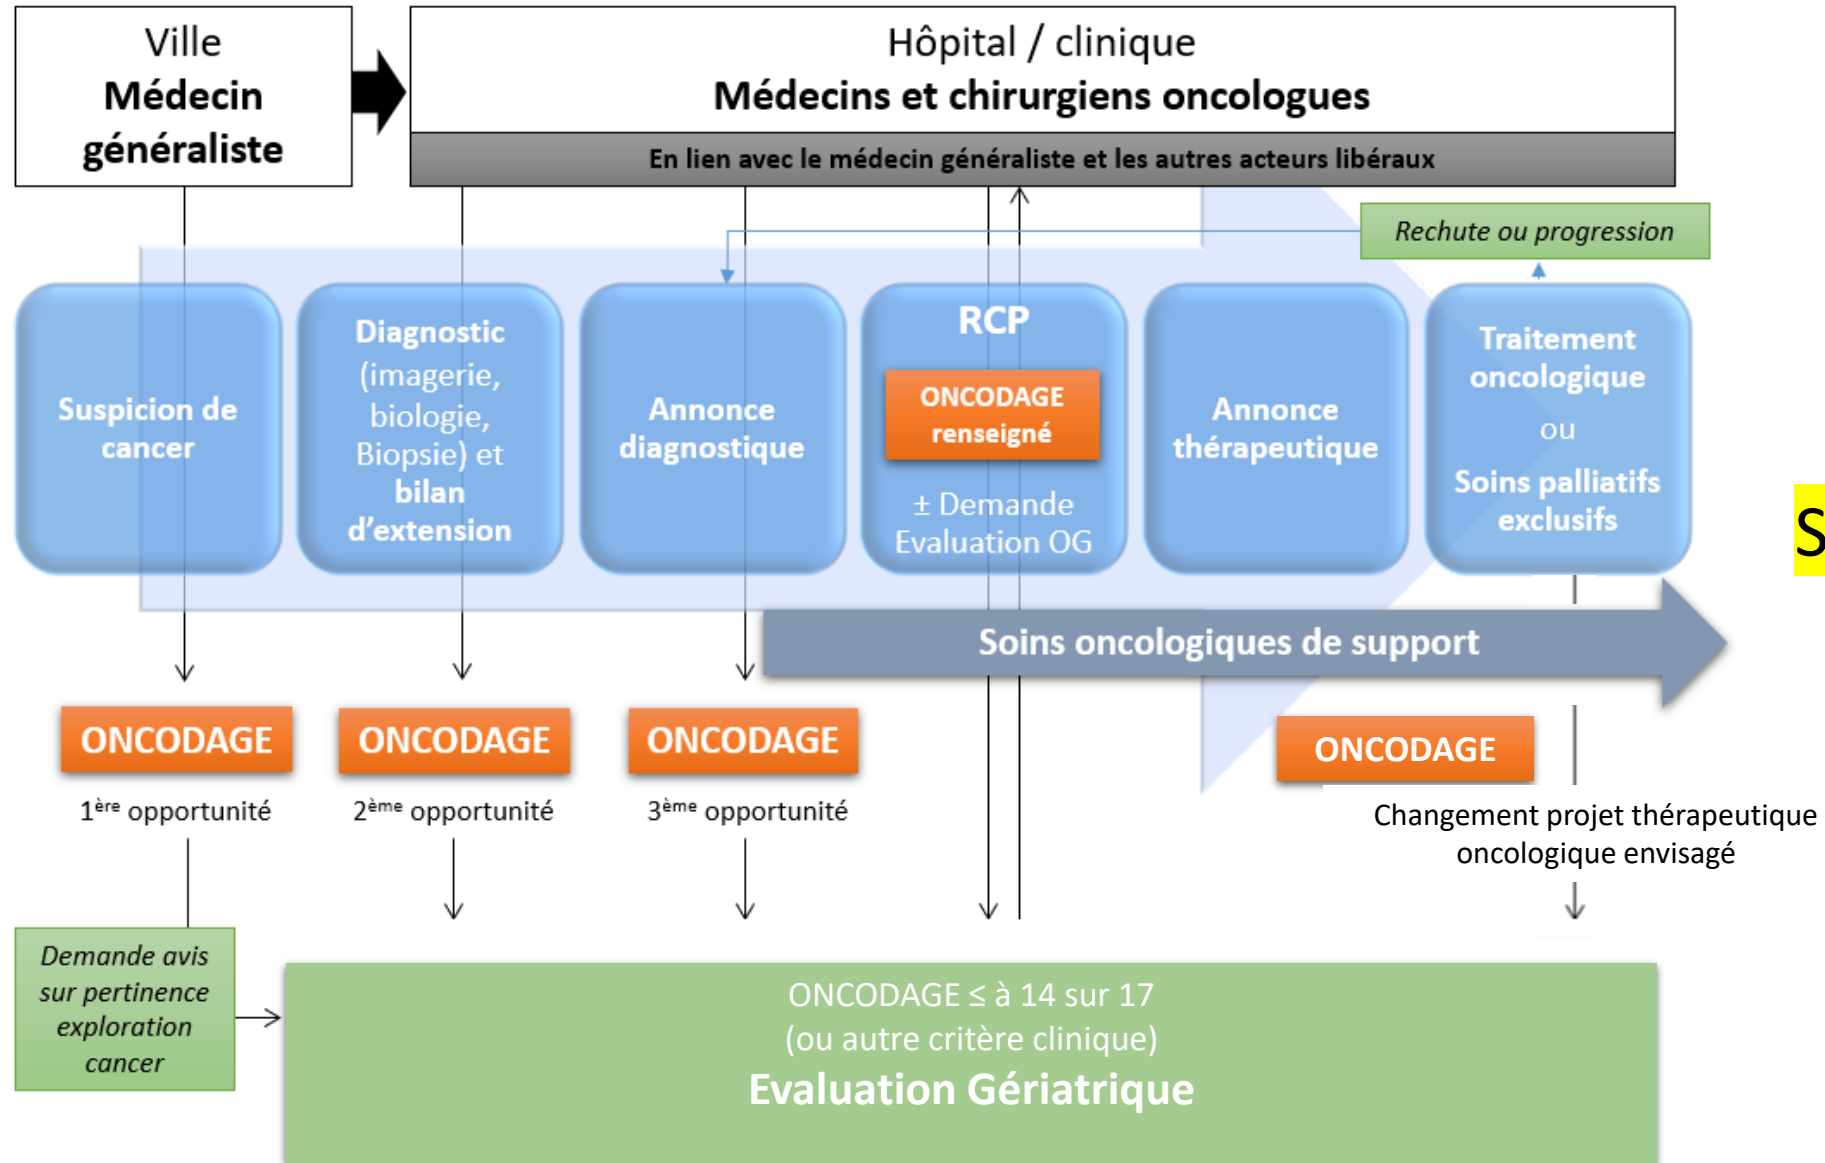 Ville
Médecin
généraliste
Hôpital / clinique
Médecins et chirurgiens oncologues
En lien avec le médecin généraliste et les autres acteurs libéraux
Rechute ou progression
Suspicion de
cancer
Diagnostic
(imagerie,
biologie,
Biopsie) et
bilan
d'extension
Annonce
diagnostique
RCP
ONCODAGE
renseigné
± Demande
Evaluation OG
Annonce
thérapeutique
Traitement
oncologique
ou
Soins palliatifs
exclusifs
S
Soins oncologiques de support
ONCODAGE
1ère opportunité
ONCODAGE
2ème opportunité
ONCODAGE
3ème opportunité
ONCODAGE
Changement projet thérapeutique
oncologique envisagé
Demande avis
sur pertinence
exploration
cancer
ONCODAGE ≤ à 14 sur 17
(ou autre critère clinique)
Evaluation Gériatrique